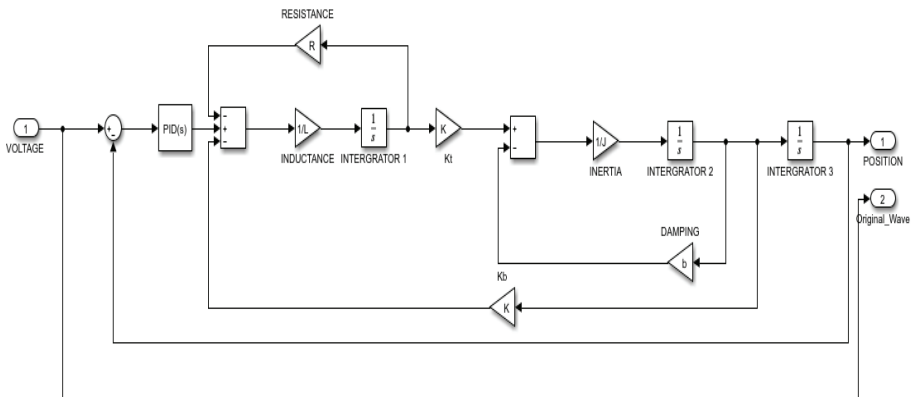 RESISTANCE
R
1
VOLTAGE
+
−
PID(s)
−
+
−
1/L
INDUCTANCE
1
s
INTERGRATOR 1
K
Kt
+
−
1/J
INERTIA
1
s
INTERGRATOR 2
1
s
INTERGRATOR 3
1
POSITION
2
Original_Wave
DAMPING
b
Kb
K